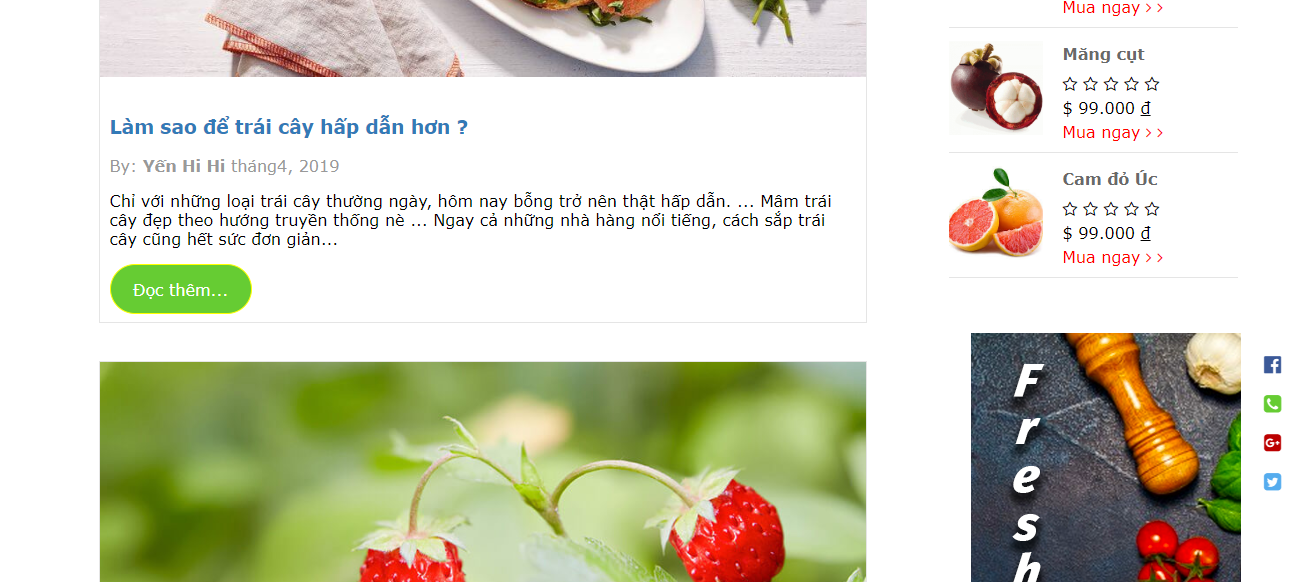 Làm sao để trái cây hấp dẫn hơn ?
By: Yến Hi Hi tháng4, 2019
Chỉ với những loại trái cây thường ngày, hôm nay bỗng trở nên thật hấp dẫn. ... Mâm trái
cây đẹp theo hướng truyền thống nè ... Ngay cả những nhà hàng nổi tiếng, cách sắp trái
cây cũng hết sức đơn giản...
Đọc thêm...
Mua ngay >>
Măng cụt
$ 99.000 ₫
Mua ngay >>
Cam đỏ Úc
$ 99.000 ₫
Mua ngay >>
Fresh